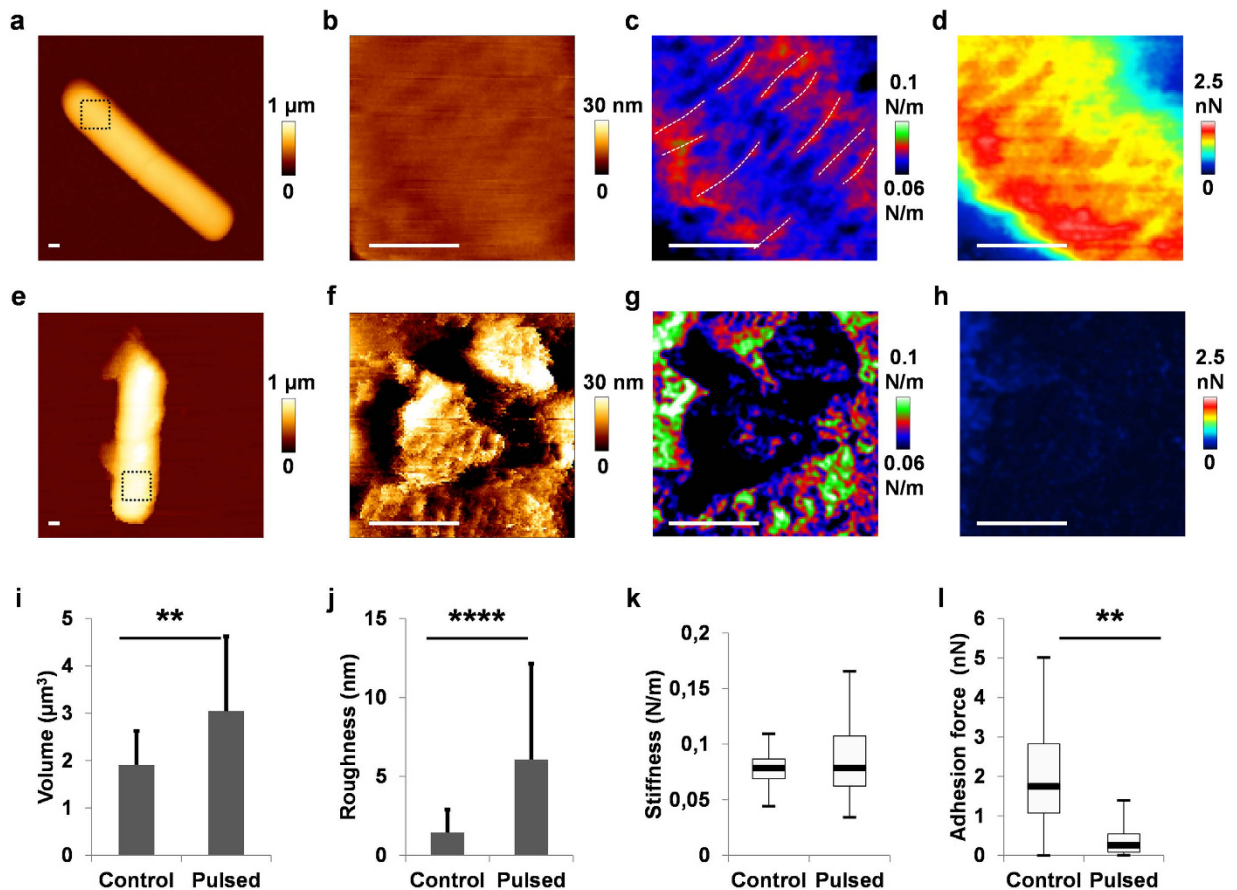 a
b
c
d
1 µm
0
30 nm
0
0.1
N/m
0.06
N/m
2.5
nN
0
e
f
g
h
1 µm
0
30 nm
0
0.1
N/m
0.06
N/m
2.5
nN
0
i
**
5
4
3
2
1
0
Volume (µm³)
Control Pulsed
j
****
15
10
5
0
Roughness (nm)
Control Pulsed
k
0,2
0,15
0,1
0,05
0
Stiffness (N/m)
Control Pulsed
l
**
6
5
4
3
2
1
0
Adhesion force (nN)
Control Pulsed